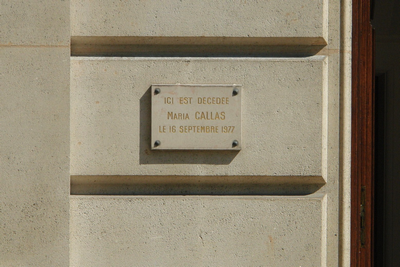 ICI EST DÉCÉDÉE
MARIA CALLAS
LE 16 SEPTEMBRE 1977